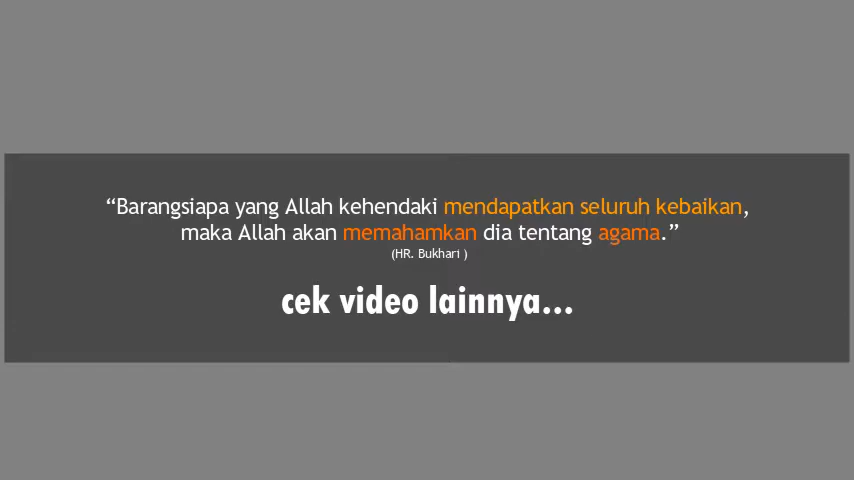 “Barangsiapa yang Allah kehendaki mendapatkan seluruh kebaikan,
maka Allah akan memahamkan dia tentang agama.”
(HR. Bukhari )
cek video lainnya...